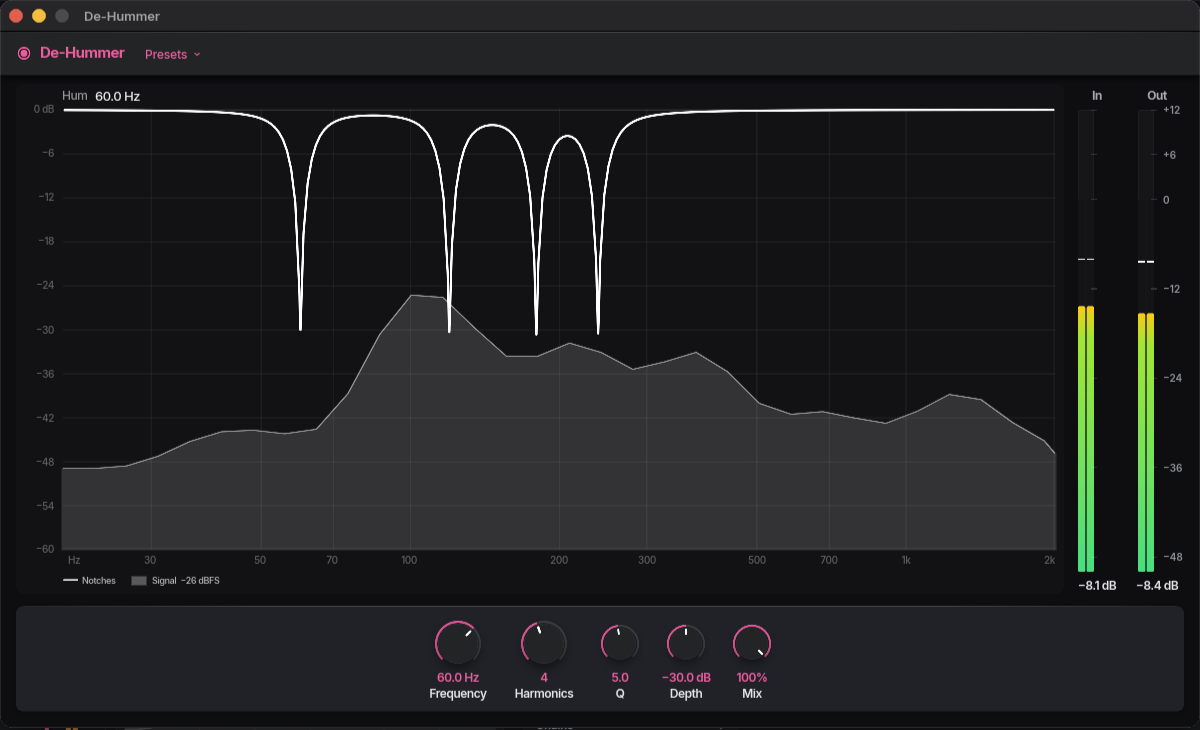 De-Hummer
De-Hummer Presets
Hum 60.0 Hz
In Out
0 dB
−6
−12
−18
−24
−30
−36
−42
−48
−54
−60
+12
+6
0
−12
−24
−36
−48
Hz 30 50 70 100 200 300 500 700 1k 2k
Notches Signal −26 dBFS
−8.1 dB −8.4 dB
60.0 Hz 4 5.0 −30.0 dB 100%
Frequency Harmonics Q Depth Mix